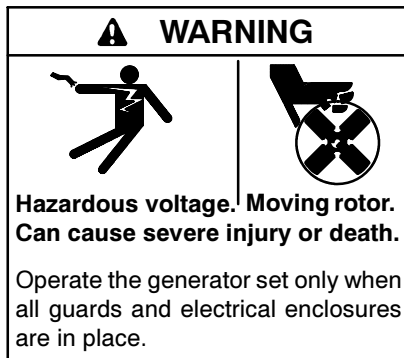 WARNING
Hazardous voltage. Moving rotor.
Can cause severe injury or death.
Operate the generator set only when
all guards and electrical enclosures
are in place.